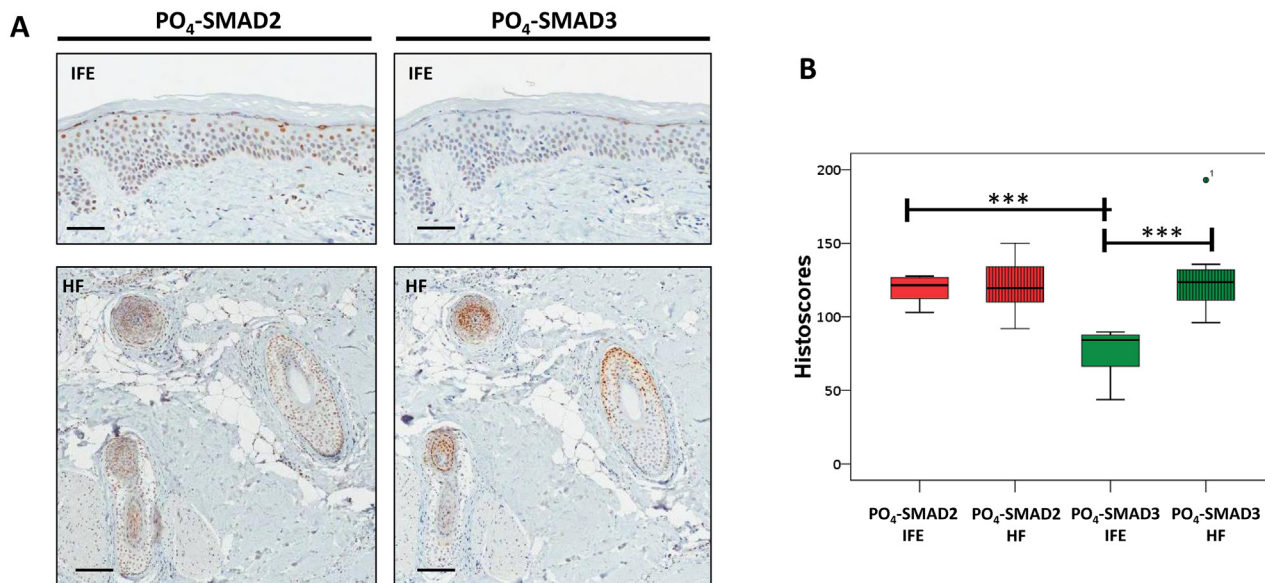 A
PO₄-SMAD2
PO₄-SMAD3
IFE
IFE
HF
HF
B
Histoscores
200
150
100
50
0
***
***
1
PO₄-SMAD2
IFE
PO₄-SMAD2
HF
PO₄-SMAD3
IFE
PO₄-SMAD3
HF